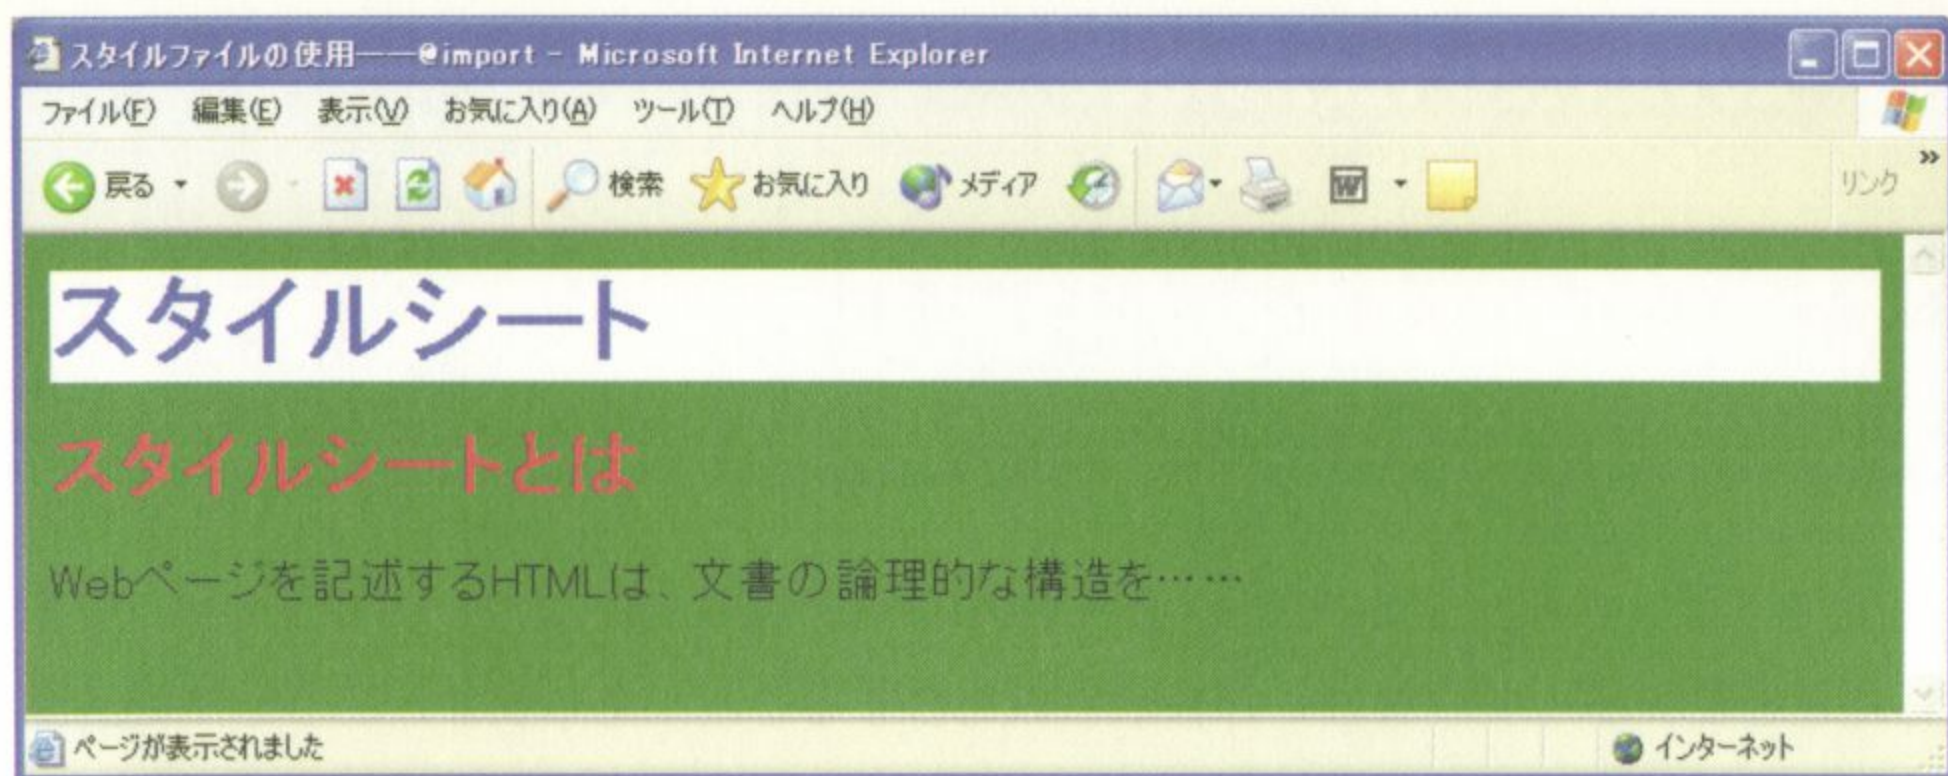 スタイルファイルの使用――@import - Microsoft Internet Explorer
ファイル(F) 編集(E) 表示(V) お気に入り(A) ツール(T) ヘルプ(H)
戻る 検索 お気に入り メディア W リンク »
スタイルシート
スタイルシートとは
Webページを記述するHTMLは、文書の論理的な構造を……
ページが表示されました インターネット